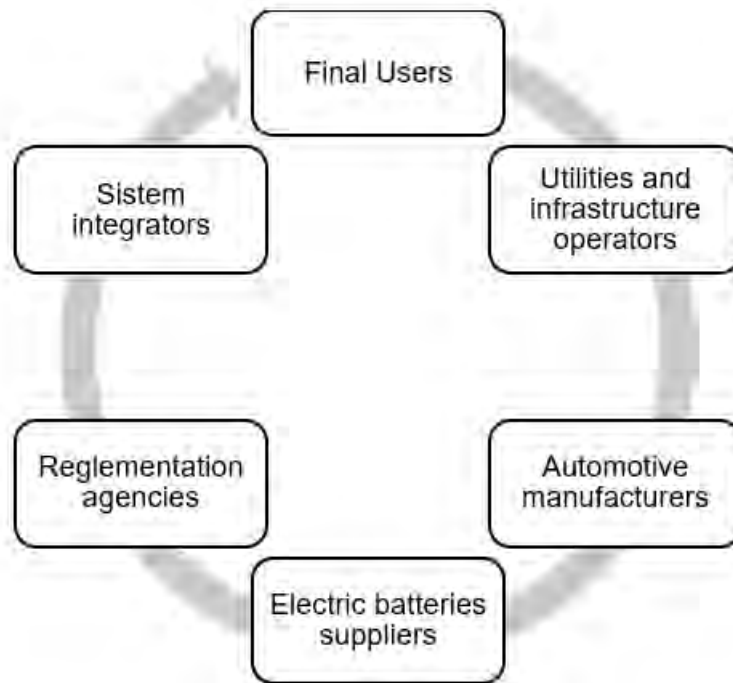 Final Users
Utilities and
infrastructure
operators
Automotive
manufacturers
Electric batteries
suppliers
Reglementation
agencies
Sistem
integrators